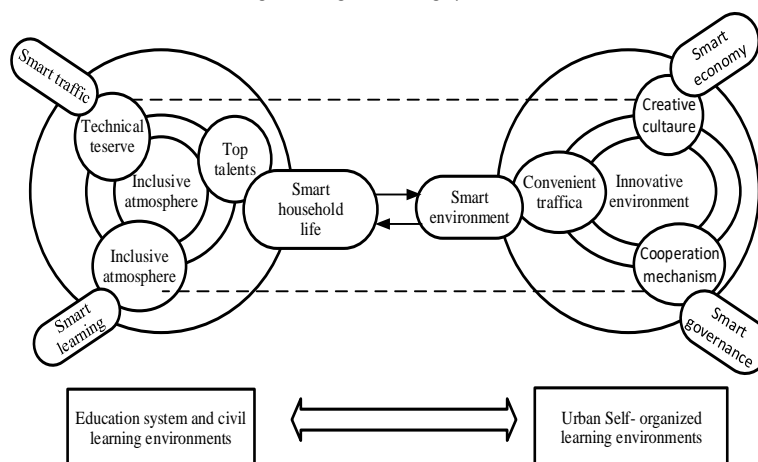 Smart traffic
Technical
teserve
Top
talents
Inclusive
atmosphere
Inclusive
atmosphere
Smart
learning
Smart
household
life
Smart
environment
Smart
economy
Creative
cultaure
Convenient
traffica
Innovative
environment
Cooperation
mechanism
Smart
governance
Education system and civil
learning environments
Urban Self- organized
learning environments